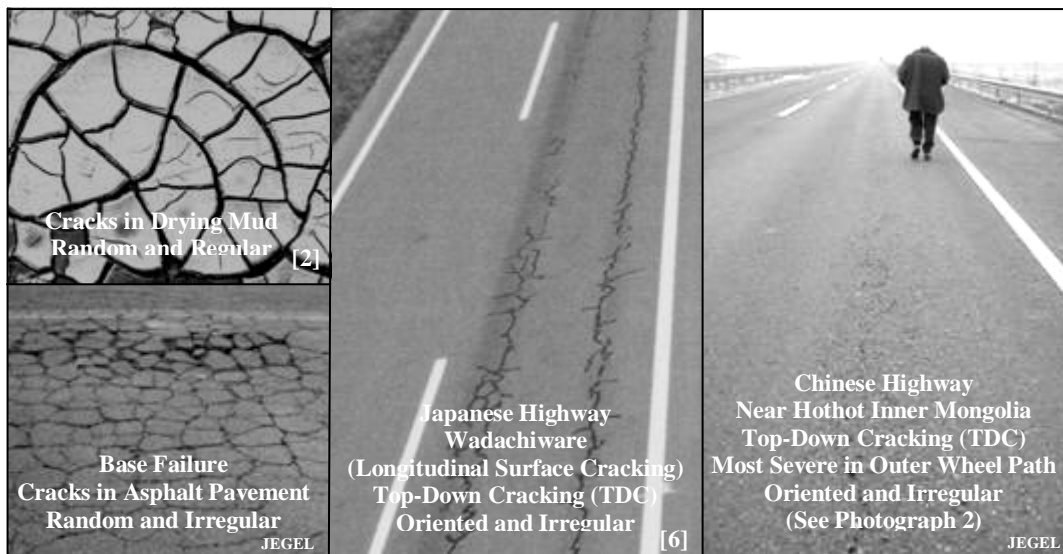 Cracks in Drying Mud
Random and Regular
[2]
Base Failure
Cracks in Asphalt Pavement
Random and Irregular
JEGEL
Japanese Highway
Wadachiware
(Longitudinal Surface Cracking)
Top-Down Cracking (TDC)
Oriented and Irregular
[6]
Chinese Highway
Near Hothot Inner Mongolia
Top-Down Cracking (TDC)
Most Severe in Outer Wheel Path
Oriented and Irregular
(See Photograph 2)
JEGEL